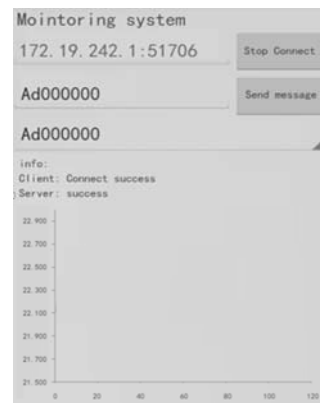 Mointoring system
172. 19. 242. 1:51706
Stop Connect
Ad000000
Send message
Ad000000
info:
Client: Connect success
Server: success
22.900
22.700
22.500
22.300
22.100
21.900
21.700
21.500
0 20 40 60 80 100 120